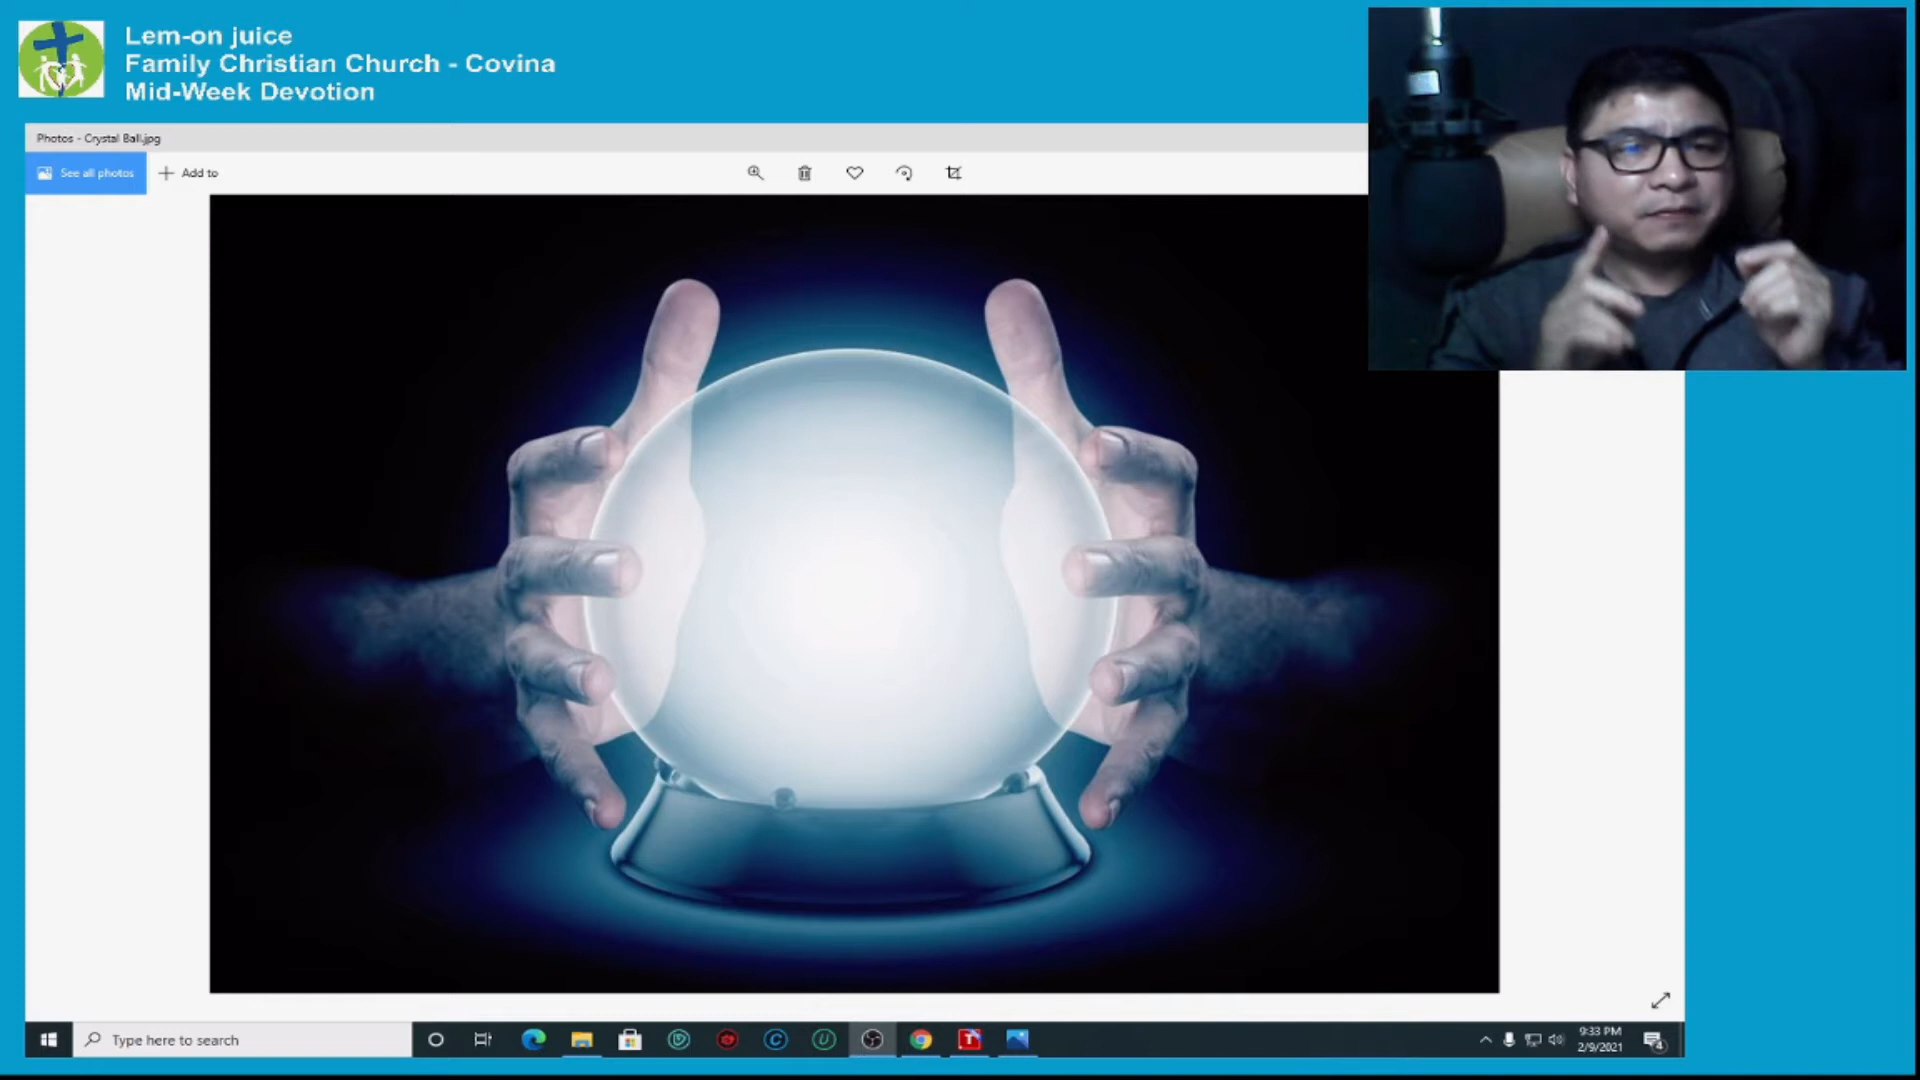 Lem-on juice
Family Christian Church - Covina
Mid-Week Devotion
Photos - Crystal Ball.jpg
See all photos
Add to
Type here to search
9:33 PM
2/9/2021
4